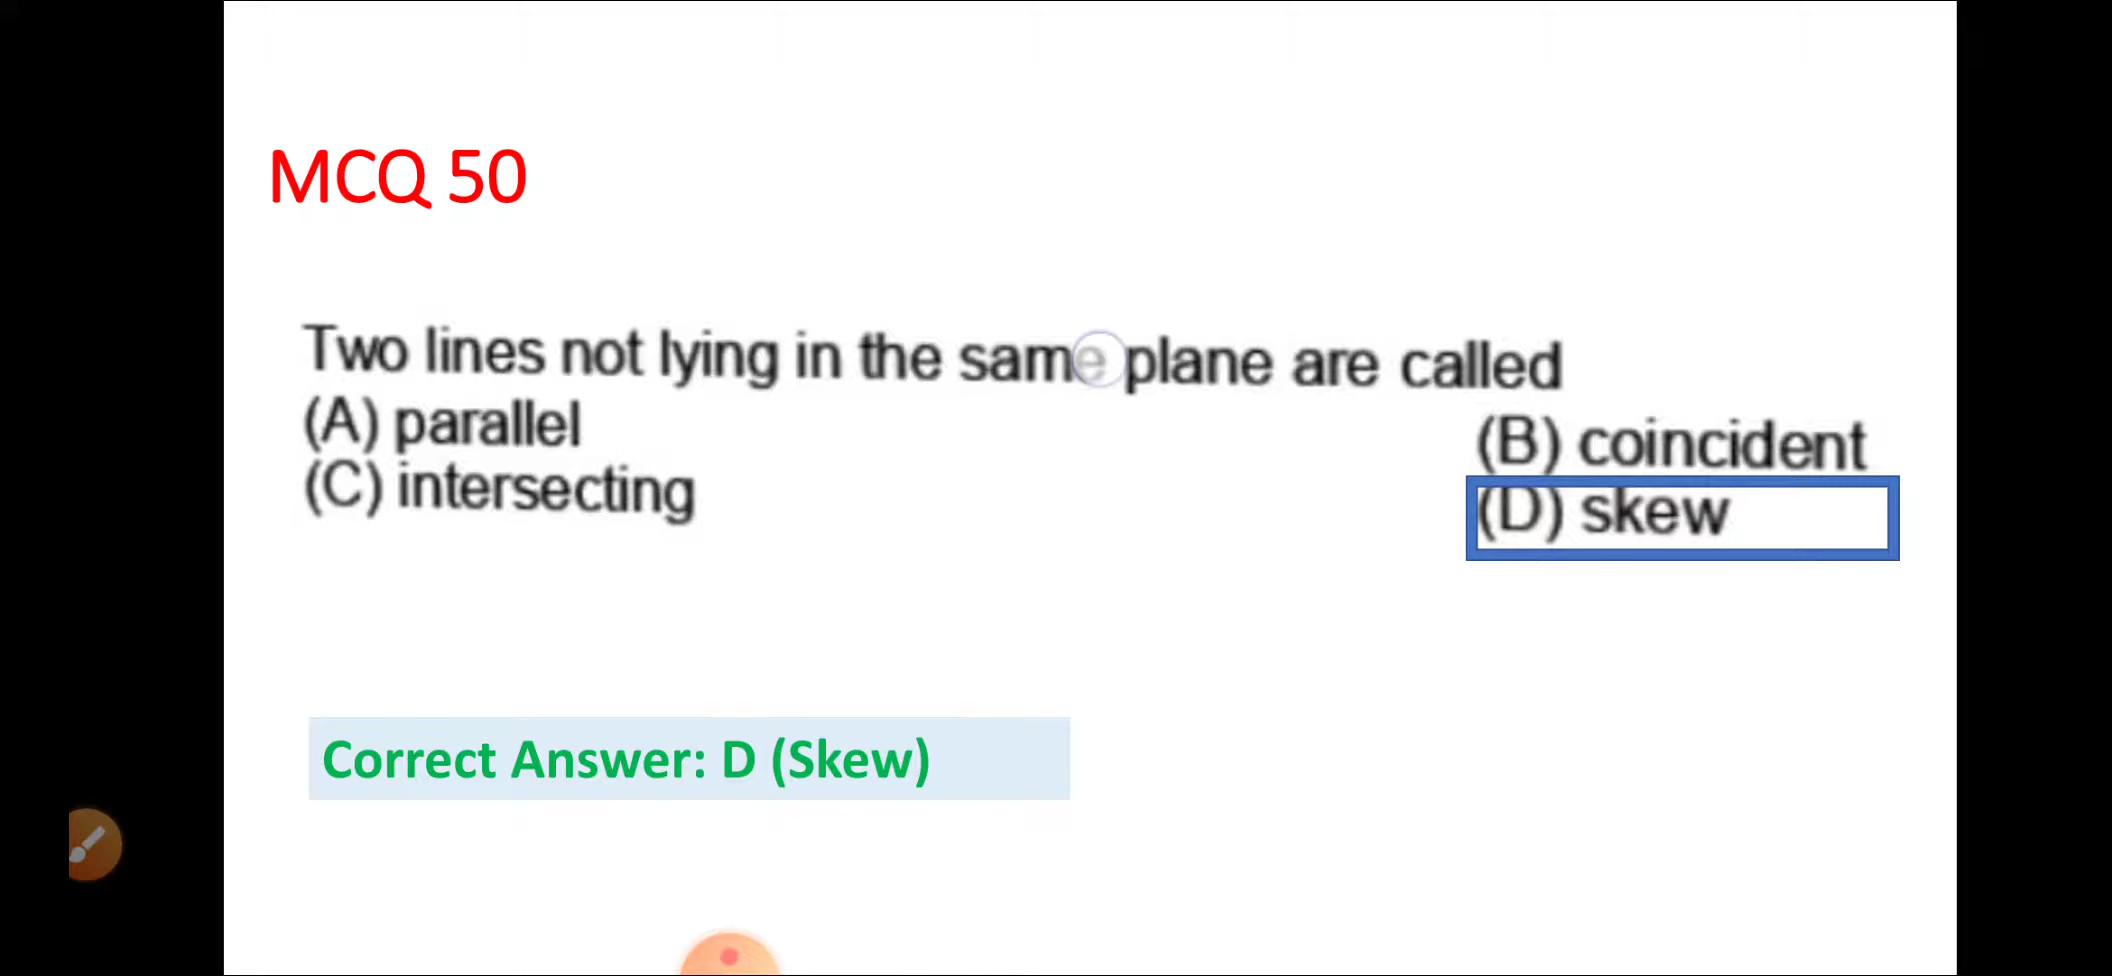 MCQ 50
Two lines not lying in the same plane are called
(A) parallel
(B) coincident
(C) intersecting
(D) skew
Correct Answer: D (Skew)